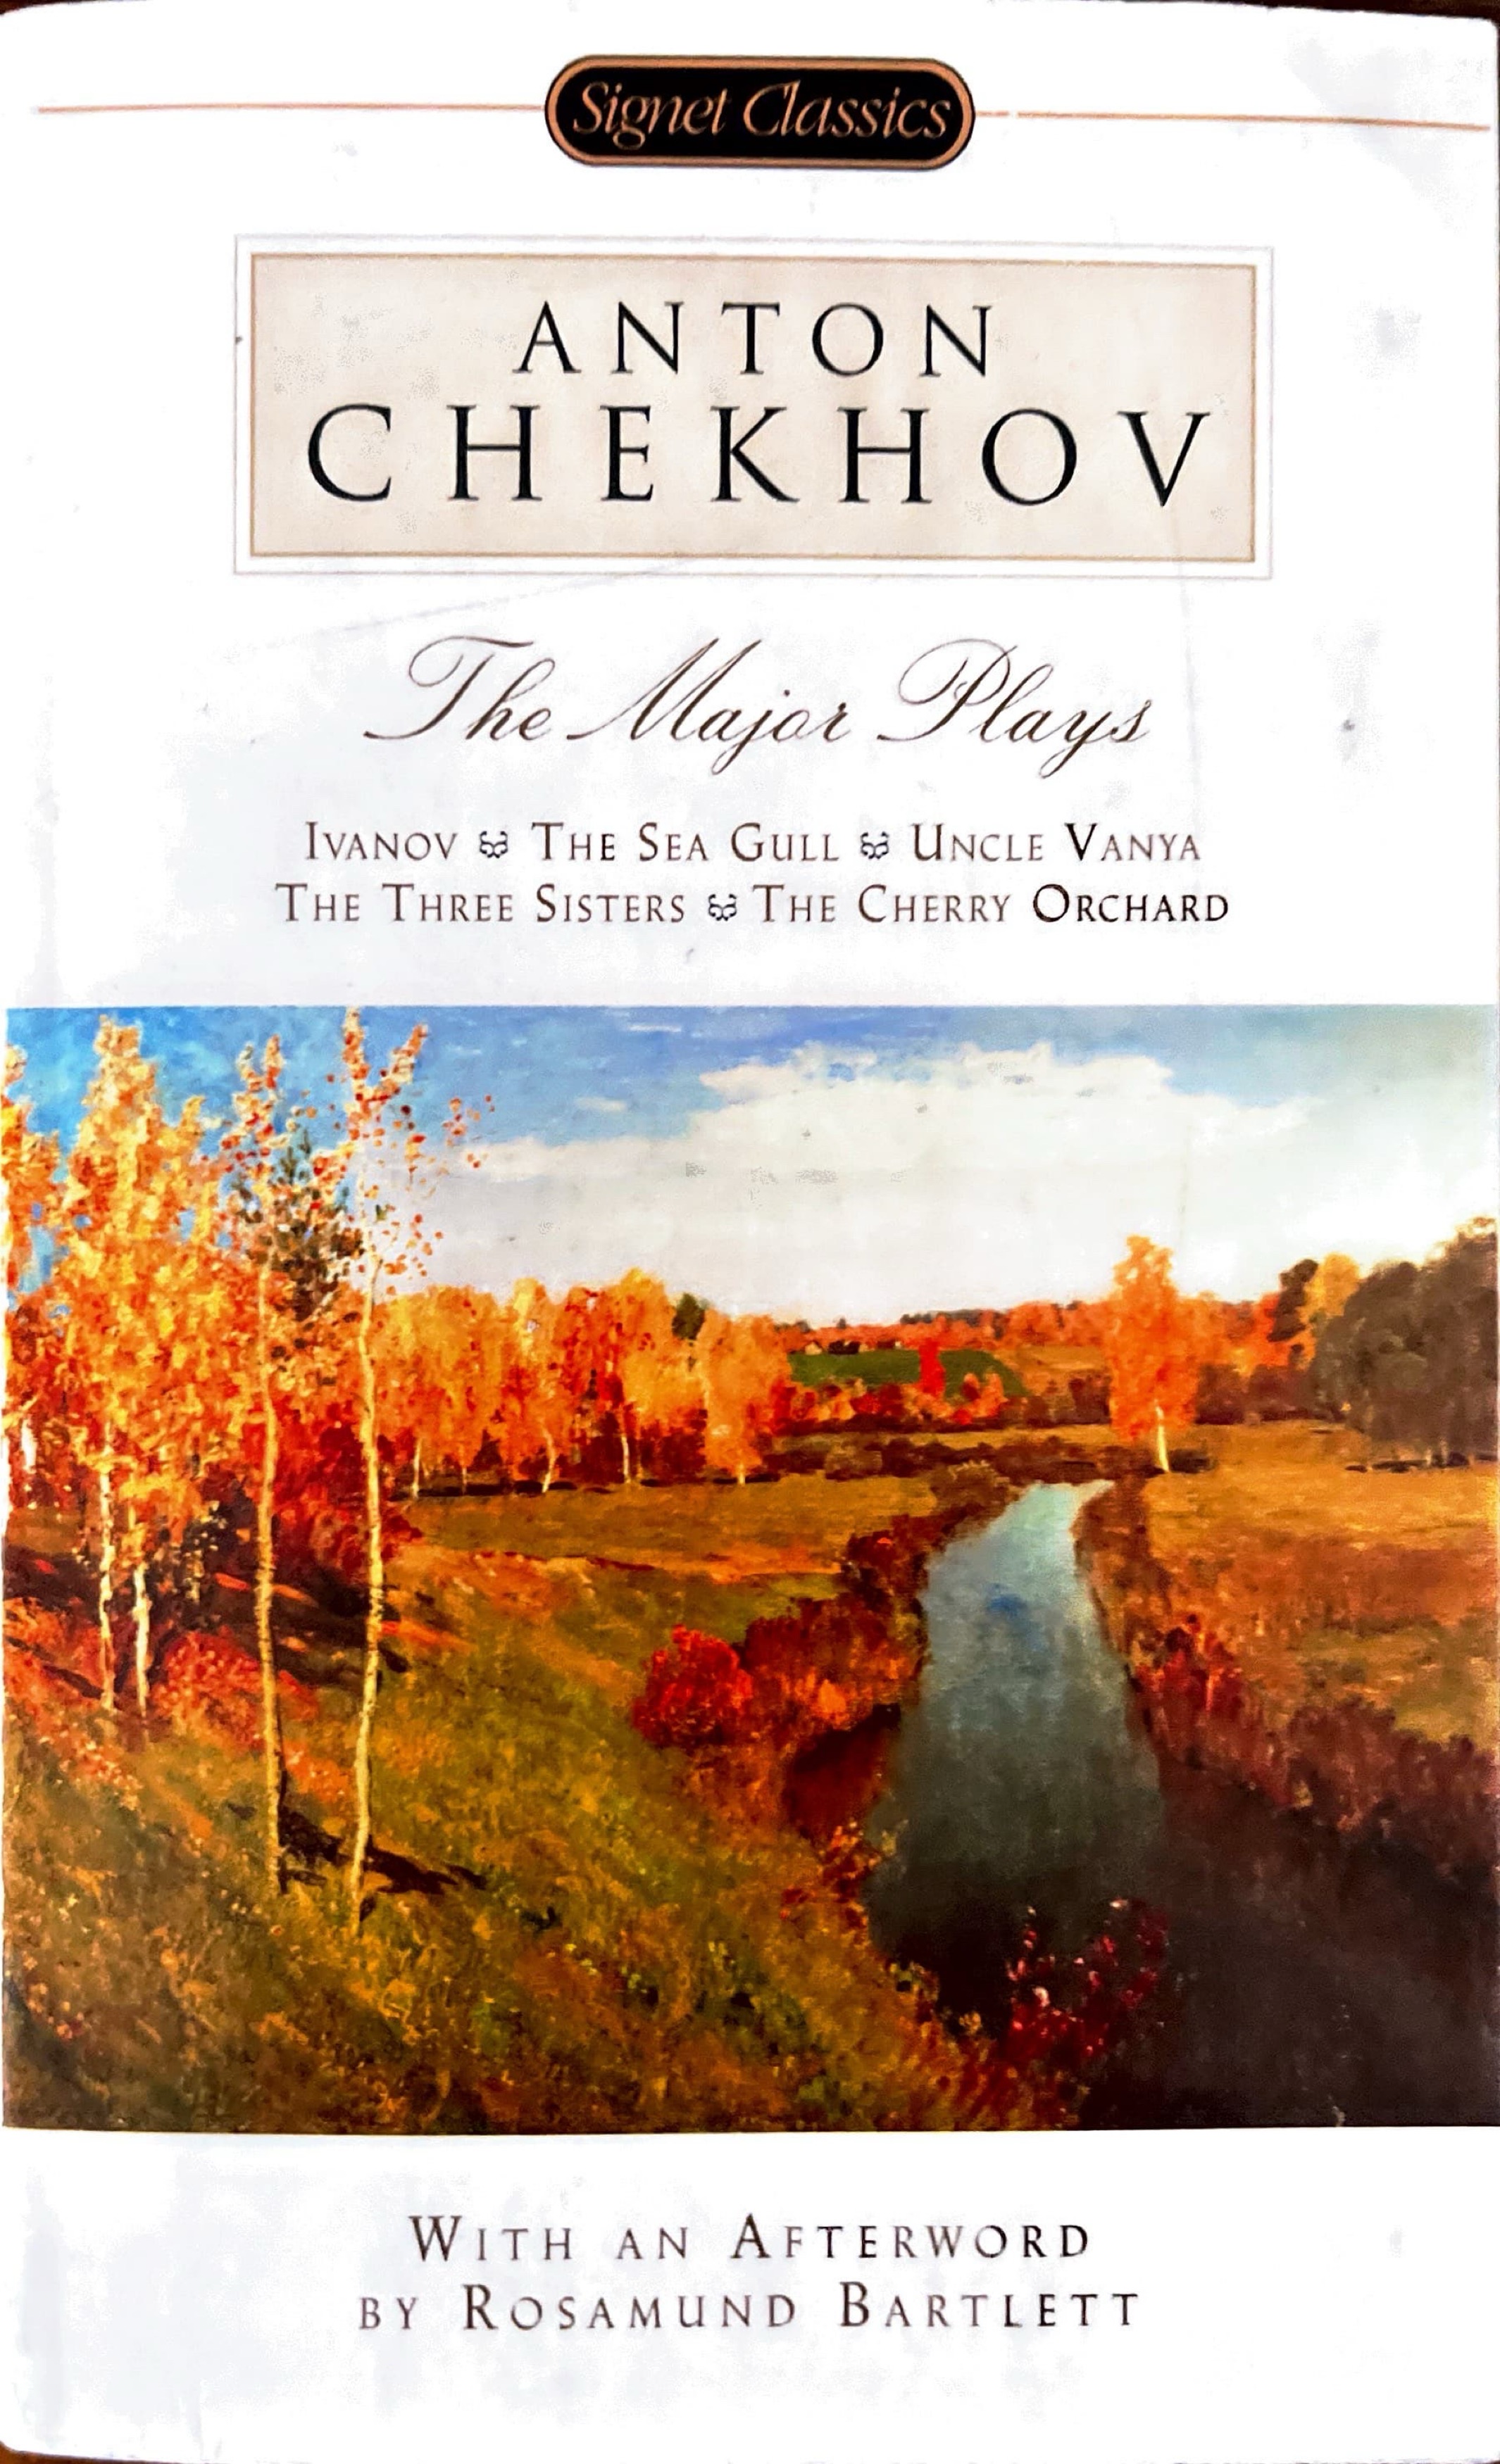 Signet Classics
ANTON
CHEKHOV
The Major Plays
IVANOV THE SEA GULL UNCLE VANYA
THE THREE SISTERS THE CHERRY ORCHARD
WITH AN AFTERWORD
BY ROSAMUND BARTLETT